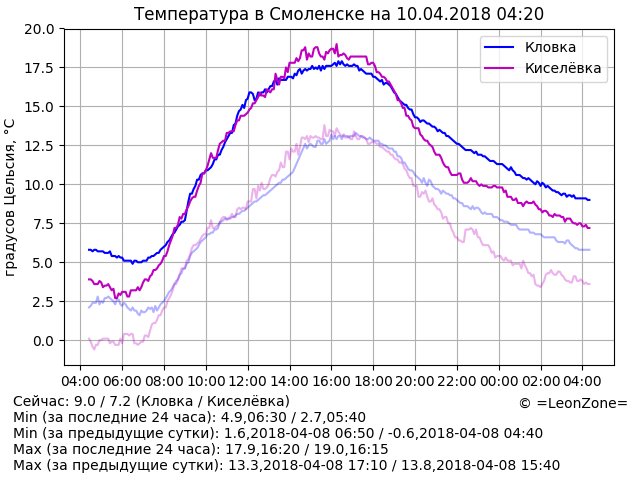 Температура в Смоленске на 10.04.2018 04:20
градусов Цельсия, °C
20.0
17.5
15.0
12.5
10.0
7.5
5.0
2.5
0.0
Кловка
Киселёвка
04:00 06:00 08:00 10:00 12:00 14:00 16:00 18:00 20:00 22:00 00:00 02:00 04:00
Сейчас: 9.0 / 7.2 (Кловка / Киселёвка)
© =LeonZone=
Min (за последние 24 часа): 4.9,06:30 / 2.7,05:40
Min (за предыдущие сутки): 1.6,2018-04-08 06:50 / -0.6,2018-04-08 04:40
Max (за последние 24 часа): 17.9,16:20 / 19.0,16:15
Max (за предыдущие сутки): 13.3,2018-04-08 17:10 / 13.8,2018-04-08 15:40